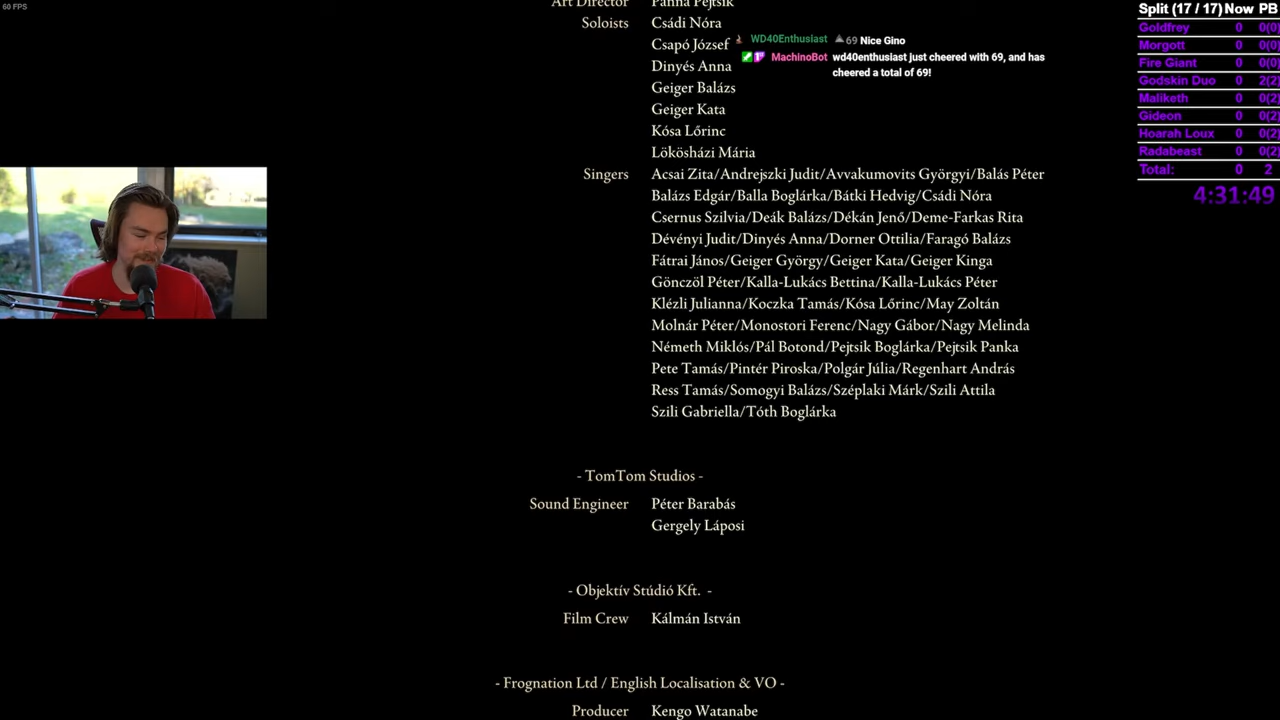 60 FPS
Art Director Panna Pejtsik
Soloists Csádi Nóra
Csapó József
Dinyés Anna
Geiger Balázs
Geiger Kata
Kósa Lőrinc
Lökösházi Mária
Singers Acsai Zita/Andrejszki Judit/Avvakumovits Györgyi/Balás Péter
Balázs Edgár/Balla Boglárka/Bátki Hedvig/Csádi Nóra
Csernus Szilvia/Deák Balázs/Dékán Jenő/Deme-Farkas Rita
Dévényi Judit/Dinyés Anna/Dorner Ottilia/Faragó Balázs
Fátrai János/Geiger György/Geiger Kata/Geiger Kinga
Gönczöl Péter/Kalla-Lukács Bettina/Kalla-Lukács Péter
Klézli Julianna/Koczka Tamás/Kósa Lőrinc/May Zoltán
Molnár Péter/Monostori Ferenc/Nagy Gábor/Nagy Melinda
Németh Miklós/Pál Botond/Pejtsik Boglárka/Pejtsik Panka
Pete Tamás/Pintér Piroska/Polgár Júlia/Regenhart András
Ress Tamás/Somogyi Balázs/Széplaki Márk/Szili Attila
Szili Gabriella/Tóth Boglárka
- TomTom Studios -
Sound Engineer Péter Barabás
Gergely Láposi
- Objektív Stúdió Kft. -
Film Crew Kálmán István
- Frognation Ltd / English Localisation & VO -
Producer Kengo Watanabe
WD40Enthusiast 69 Nice Gino
MachinoBot wd40enthusiast just cheered with 69, and has
cheered a total of 69!
Split (17 / 17) Now PB
Goldfrey 0 0(0)
Morgott 0 0(0)
Fire Giant 0 0(0)
Godskin Duo 0 2(2)
Maliketh 0 0(2)
Gideon 0 0(2)
Hoarah Loux 0 0(2)
Radabeast 0 0(2)
Total: 0 2
4:31:49